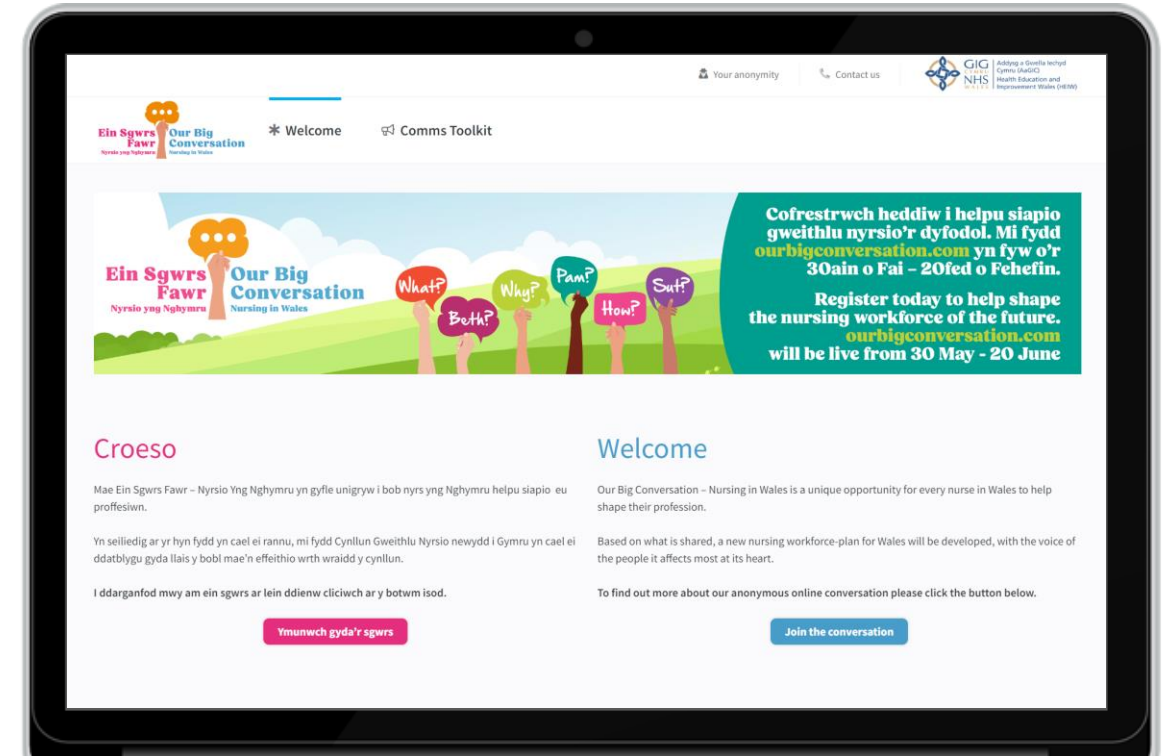 Your anonymity
Contact us
GIG
CYMRU
NHS
WALES
Addysg a Gwella Iechyd
Cymru (AaGIC)
Health Education and
Improvement Wales (HEIW)
Ein Sgwrs
Fawr
Nyrsio yng Nghymru
Our Big
Conversation
Nursing in Wales
Welcome
Comms Toolkit
Ein Sgwrs
Fawr
Nyrsio yng Nghymru
Our Big
Conversation
Nursing in Wales
What?
Beth?
Why?
Pam?
How?
Sut?
Cofrestrwch heddiw i helpu siapio
gweithlu nyrsio'r dyfodol. Mi fydd
ourbigconversation.com yn fyw o'r
30ain o Fai – 20fed o Fehefin.
Register today to help shape
the nursing workforce of the future.
ourbigconversation.com
will be live from 30 May - 20 June
Croeso
Mae Ein Sgwrs Fawr – Nyrsio Yng Nghymru yn gyfle unigryw i bob nyrs yng Nghymru helpu siapio eu
proffesiwn.
Yn seiliedig ar yr hyn fydd yn cael ei rannu, mi fydd Cynllun Gweithlu Nyrsio newydd i Gymru yn cael ei
ddatblygu gyda llais y bobl mae'n effeithio wrth wraidd y cynllun.
I ddarganfod mwy am ein sgwrs ar lein ddienw cliciwch ar y botwm isod.
Ymunwch gyda'r sgwrs
Welcome
Our Big Conversation – Nursing in Wales is a unique opportunity for every nurse in Wales to help
shape their profession.
Based on what is shared, a new nursing workforce-plan for Wales will be developed, with the voice of
the people it affects most at its heart.
To find out more about our anonymous online conversation please click the button below.
Join the conversation